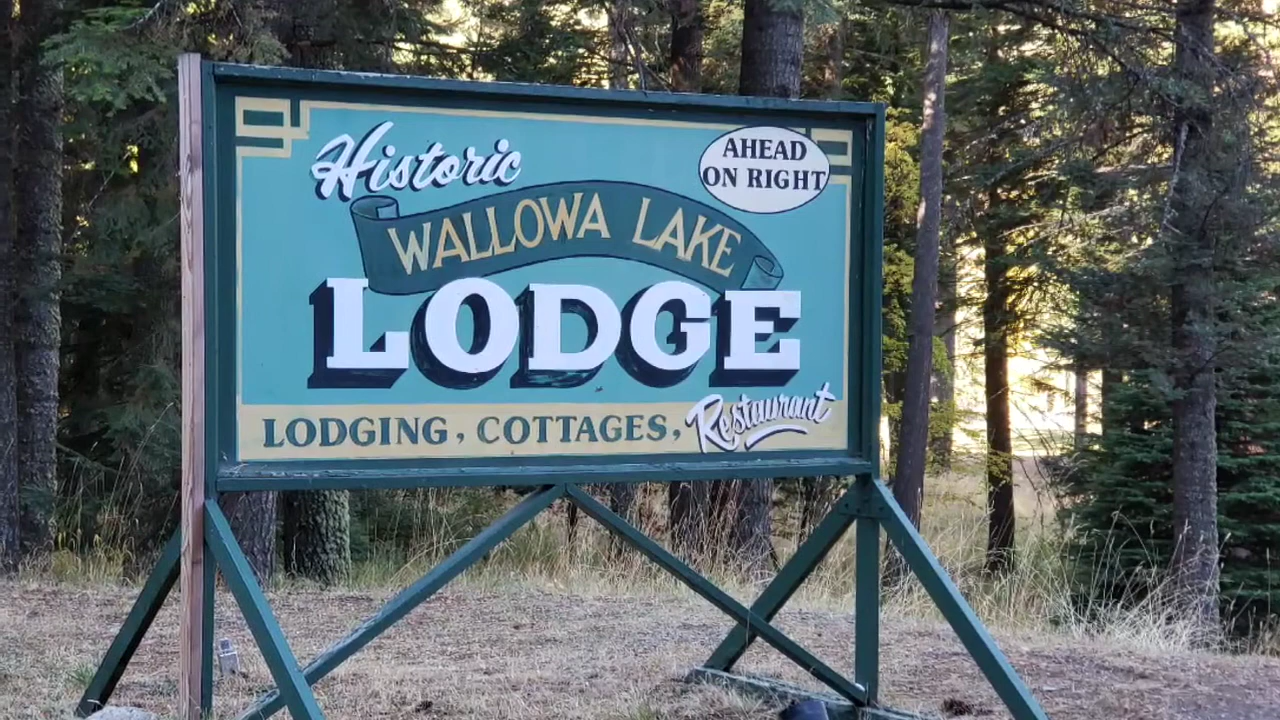 Historic
AHEAD
ON RIGHT
WALLOWA LAKE
LODGE
LODGING, COTTAGES, Restaurant